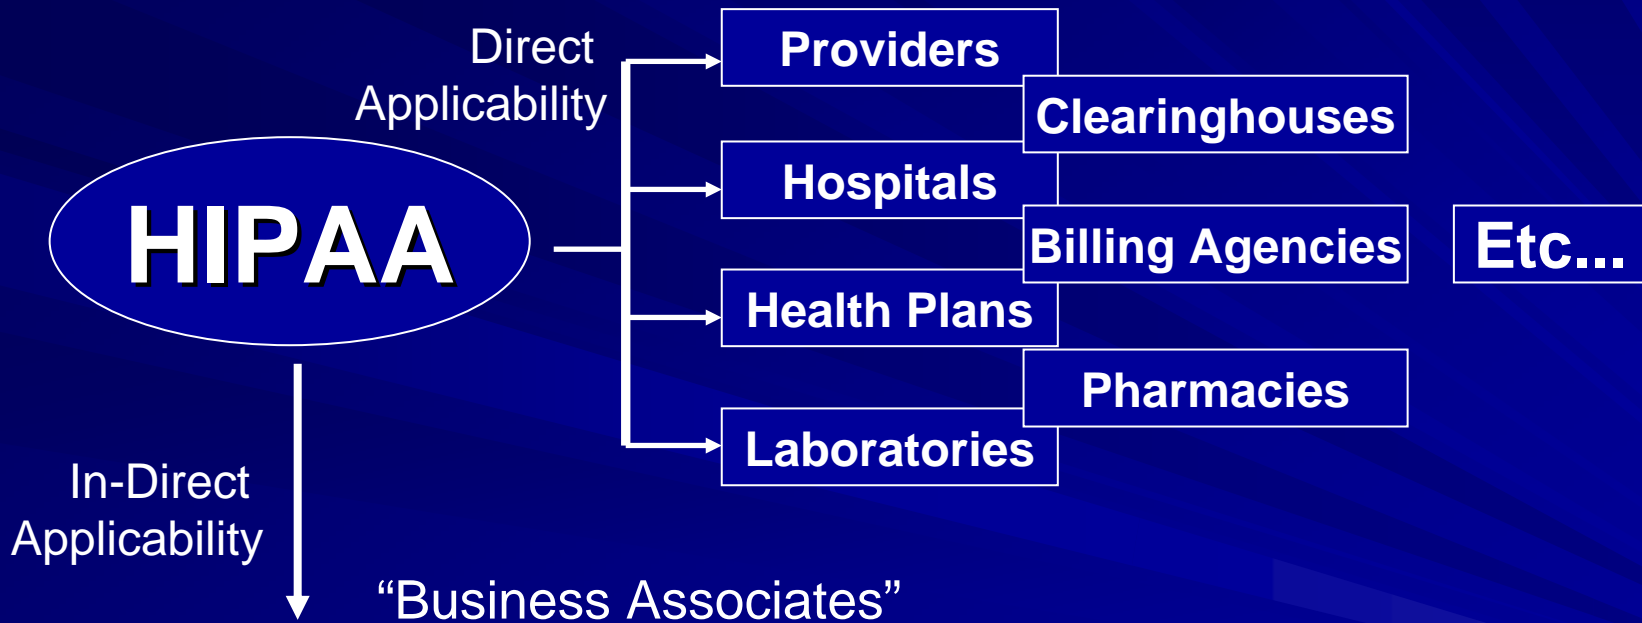 Direct
Applicability
Providers
Clearinghouses
Hospitals
HIPAA
Billing Agencies
Etc...
Health Plans
Pharmacies
Laboratories
In-Direct
Applicability
“Business Associates”